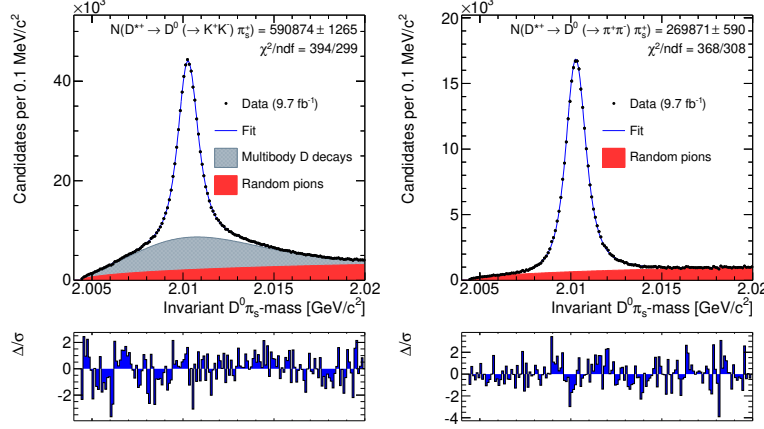 ×10³
N(D*⁺ → D⁰ (→ K⁺K⁻) πₛ⁺) = 590874 ± 1265
χ²/ndf = 394/299
Candidates per 0.1 MeV/c²
40
20
0
Data (9.7 fb⁻¹)
Fit
Multibody D decays
Random pions
2.005 2.01 2.015 2.02
Invariant D⁰πₛ-mass [GeV/c²]
Δ/σ
2
0
-2
×10³
N(D*⁺ → D⁰ (→ π⁺π⁻) πₛ⁺) = 269871 ± 590
χ²/ndf = 368/308
Candidates per 0.1 MeV/c²
20
15
10
5
0
Data (9.7 fb⁻¹)
Fit
Random pions
2.005 2.01 2.015 2.02
Invariant D⁰πₛ-mass [GeV/c²]
Δ/σ
2
0
-2
-4